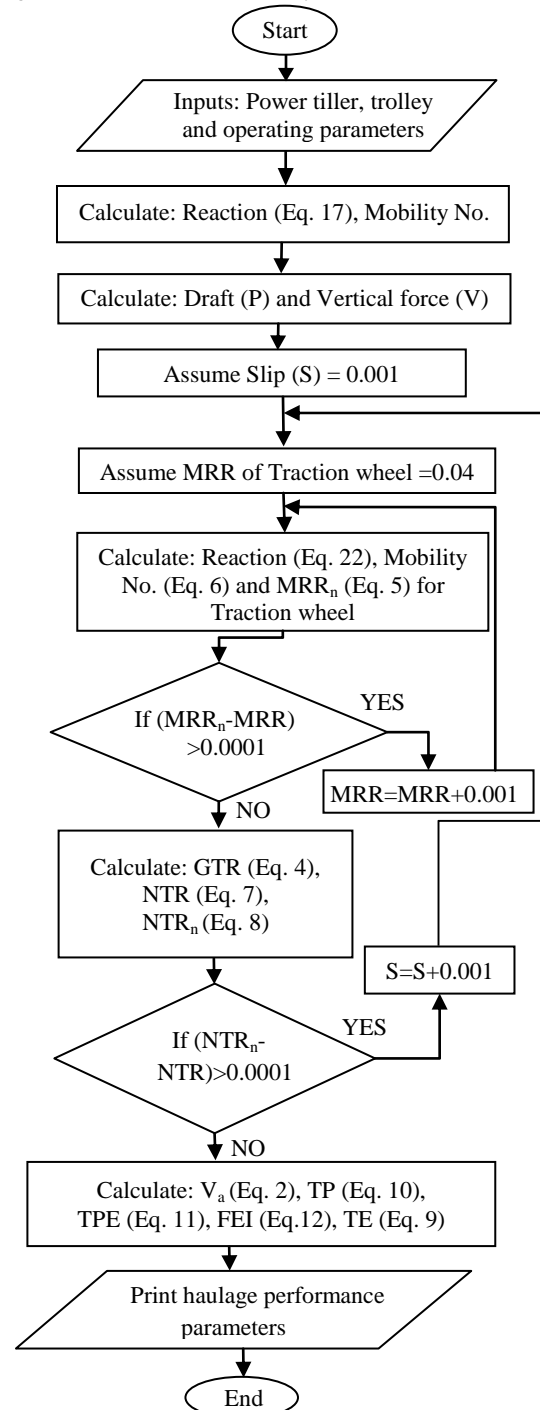 Start
Inputs: Power tiller, trolley
and operating parameters
Calculate: Reaction (Eq. 17), Mobility No.
Calculate: Draft (P) and Vertical force (V)
Assume Slip (S) = 0.001
Assume MRR of Traction wheel =0.04
Calculate: Reaction (Eq. 22), Mobility
No. (Eq. 6) and MRRn (Eq. 5) for
Traction wheel
If (MRRn-MRR)
>0.0001
YES
MRR=MRR+0.001
NO
Calculate: GTR (Eq. 4),
NTR (Eq. 7),
NTRn (Eq. 8)
S=S+0.001
If (NTRn-
NTR)>0.0001
YES
NO
Calculate: Va (Eq. 2), TP (Eq. 10),
TPE (Eq. 11), FEI (Eq.12), TE (Eq. 9)
Print haulage performance
parameters
End